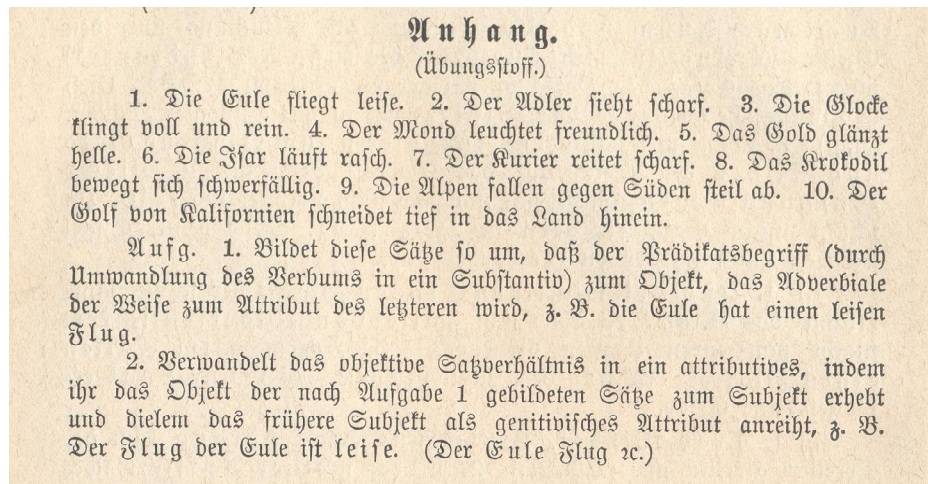 Anhang.
(Übungsstoff.)
1. Die Eule fliegt leise. 2. Der Adler sieht scharf. 3. Die Glocke
klingt voll und rein. 4. Der Mond leuchtet freundlich. 5. Das Gold glänzt
helle. 6. Die Isar läuft rasch. 7. Der Kurier reitet scharf. 8. Das Krokodil
bewegt sich schwerfällig. 9. Die Alpen fallen gegen Süden steil ab. 10. Der
Golf von Kalifornien schneidet tief in das Land hinein.
Aufg. 1. Bildet diese Sätze so um, daß der Prädikatsbegriff (durch
Umwandlung des Verbums in ein Substantiv) zum Objekt, das Adverbiale
der Weise zum Attribut des letzteren wird, z. B. die Eule hat einen leisen
Flug.
2. Verwandelt das objektive Satzverhältnis in ein attributives, indem
ihr das Objekt der nach Aufgabe 1 gebildeten Sätze zum Subjekt erhebt
und dielem das frühere Subjekt als genitivisches Attribut anreiht, z. B.
Der Flug der Eule ist leise. (Der Eule Flug ꝛc.)